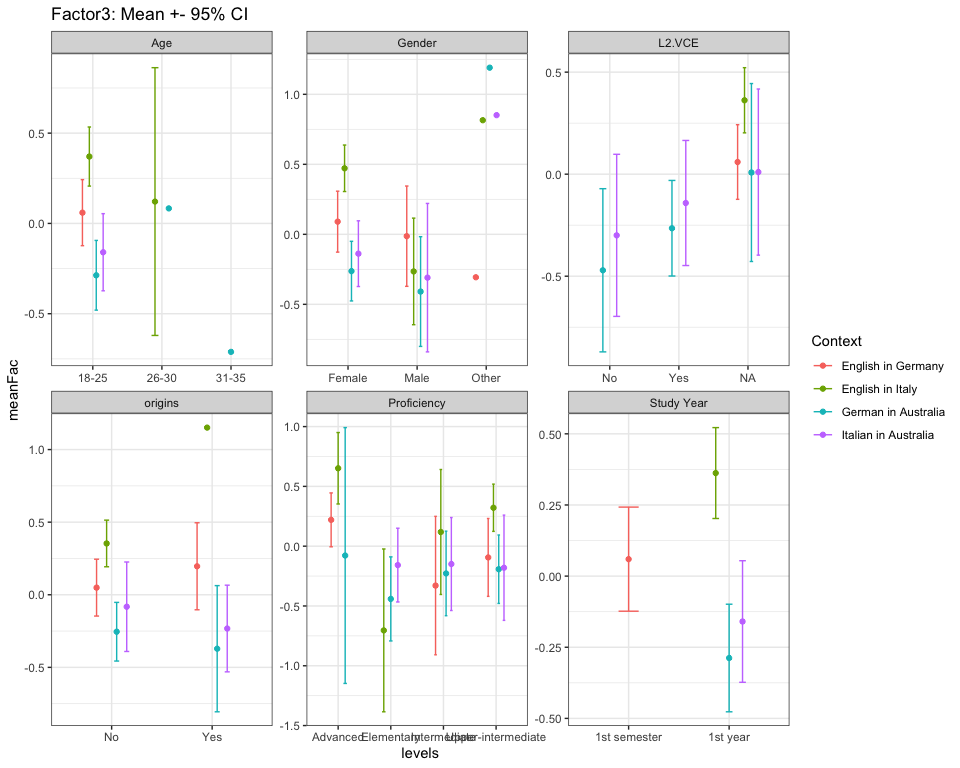 Factor3: Mean +- 95% CI
Age
Gender
L2.VCE
0.5
0.0
-0.5
1.0
0.5
0.0
-0.5
0.5
0.0
-0.5
18-25
26-30
31-35
Female
Male
Other
No
Yes
NA
meanFac
origins
Proficiency
Study Year
1.0
0.5
0.0
-0.5
1.0
0.5
0.0
-0.5
-1.0
-1.5
0.50
0.25
0.00
-0.25
-0.50
No
Yes
Advanced
Elementary
Intermediate
Upper-intermediate
1st semester
1st year
levels
Context
English in Germany
English in Italy
German in Australia
Italian in Australia